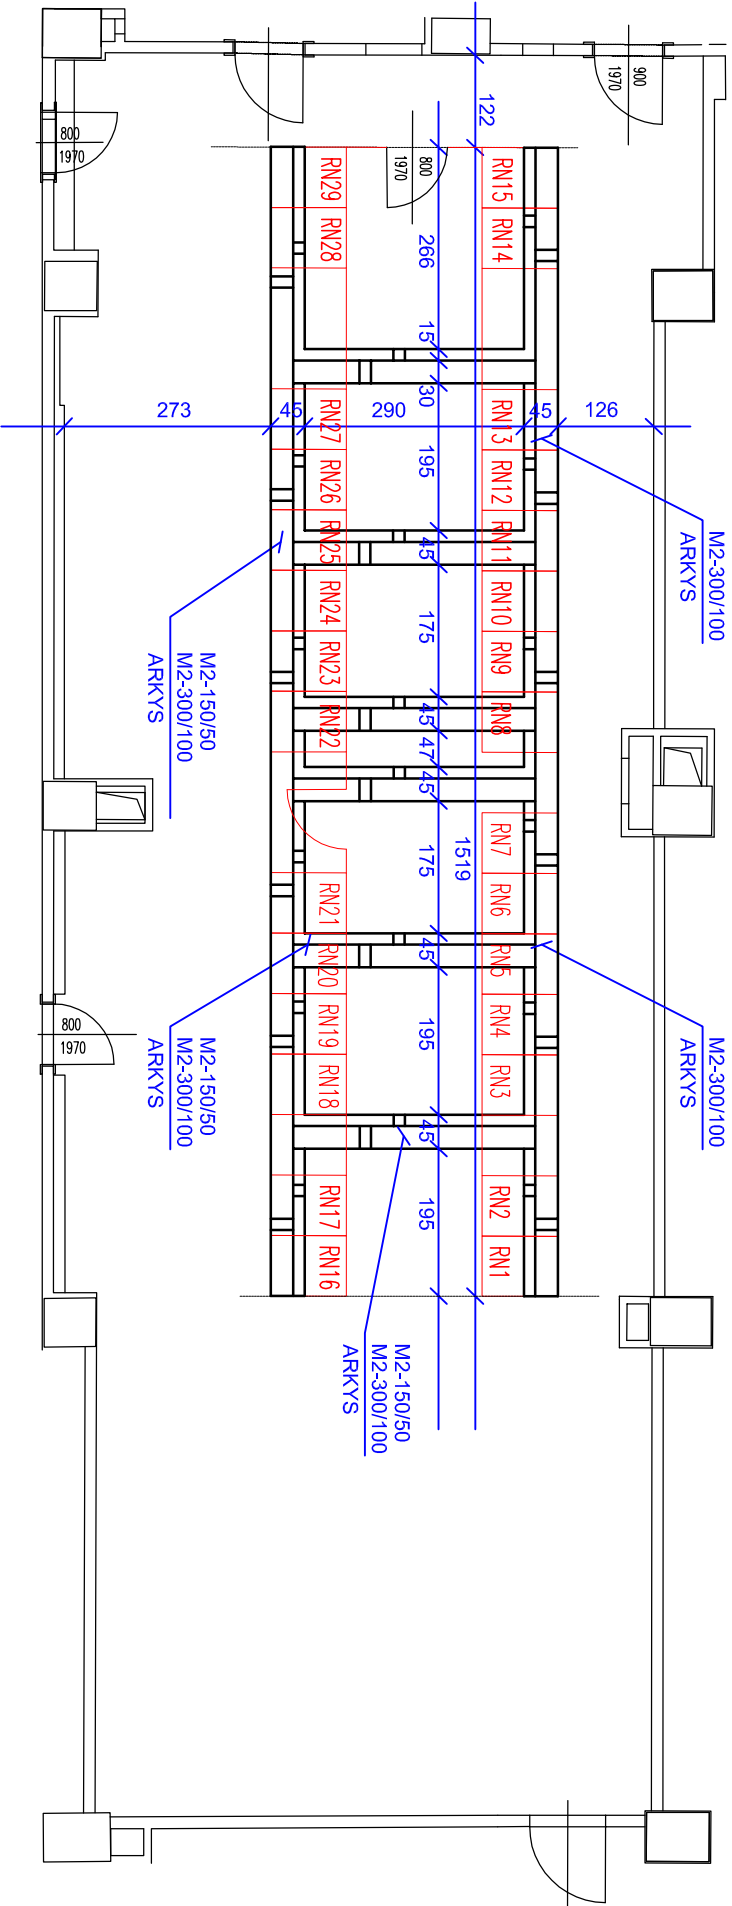 900
1970
800
1970
800
1970
122
RN29
RN28
RN15
RN14
266
15
30
273
45
290
45
126
RN27
RN26
RN25
RN24
RN23
RN22
RN13
RN12
RN11
RN10
RN9
RN8
195
45
175
45
47
45
1519
M2-300/100
ARKYS
M2-150/50
M2-300/100
ARKYS
RN7
RN6
RN5
RN4
RN3
RN2
RN1
RN21
RN20
RN19
RN18
RN17
RN16
175
45
195
45
195
800
1970
M2-300/100
ARKYS
M2-150/50
M2-300/100
ARKYS
M2-150/50
M2-300/100
ARKYS